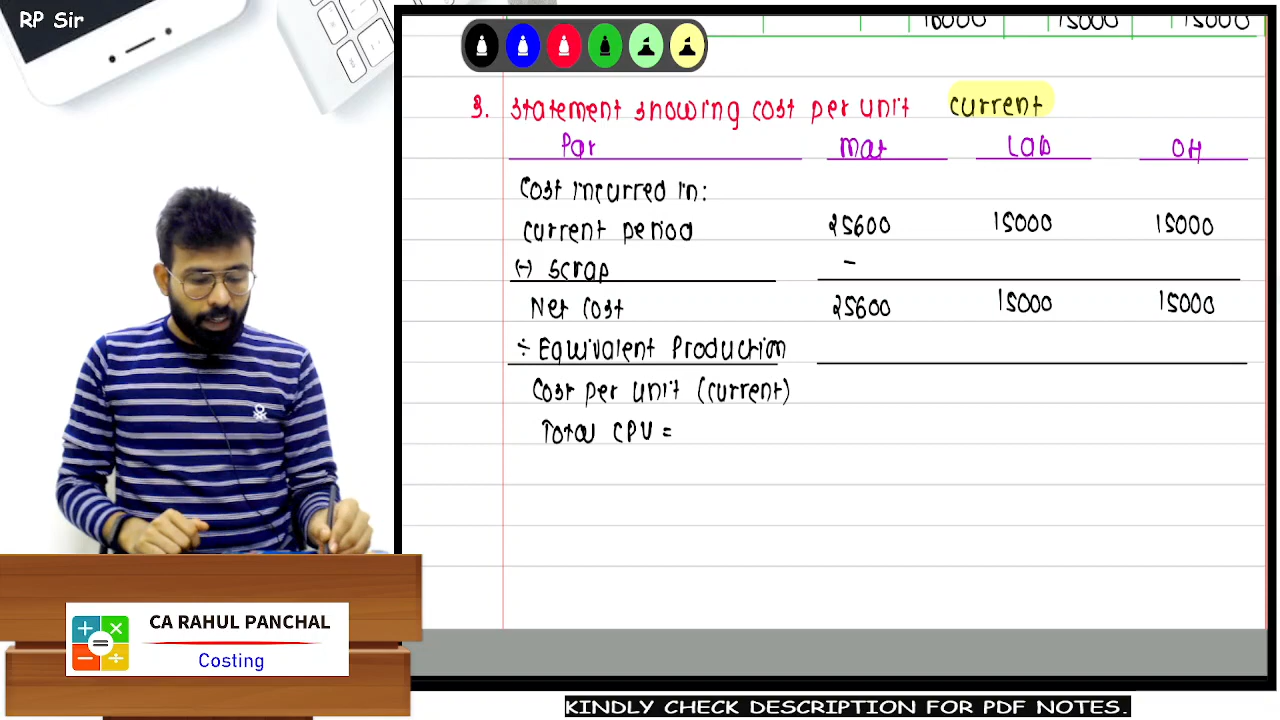 RP Sir
16000 15000 15000
3. Statement showing cost per unit current
Par Mat Lab OH
Cost incurred in:
current period 25600 15000 15000
(-) Scrap -
Net Cost 25600 15000 15000
÷ Equivalent Production
Cost per unit (current)
Total CPU =
CA RAHUL PANCHAL
Costing
KINDLY CHECK DESCRIPTION FOR PDF NOTES.